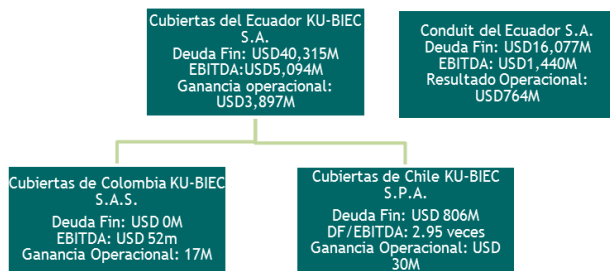 Cubiertas del Ecuador KU-BIEC
S.A.
Deuda Fin: USD40,315M
EBITDA:USD5,094M
Ganancia operacional:
USD3,897M
Conduit del Ecuador S.A.
Deuda Fin: USD16,077M
EBITDA: USD1,440M
Resultado Operacional:
USD764M
Cubiertas de Colombia KU-BIEC
S.A.S.
Deuda Fin: USD 0M
EBITDA: USD 52m
Ganancia Operacional: 17M
Cubiertas de Chile KU-BIEC
S.P.A.
Deuda Fin: USD 806M
DF/EBITDA: 2.95 veces
Ganancia Operacional: USD
30M